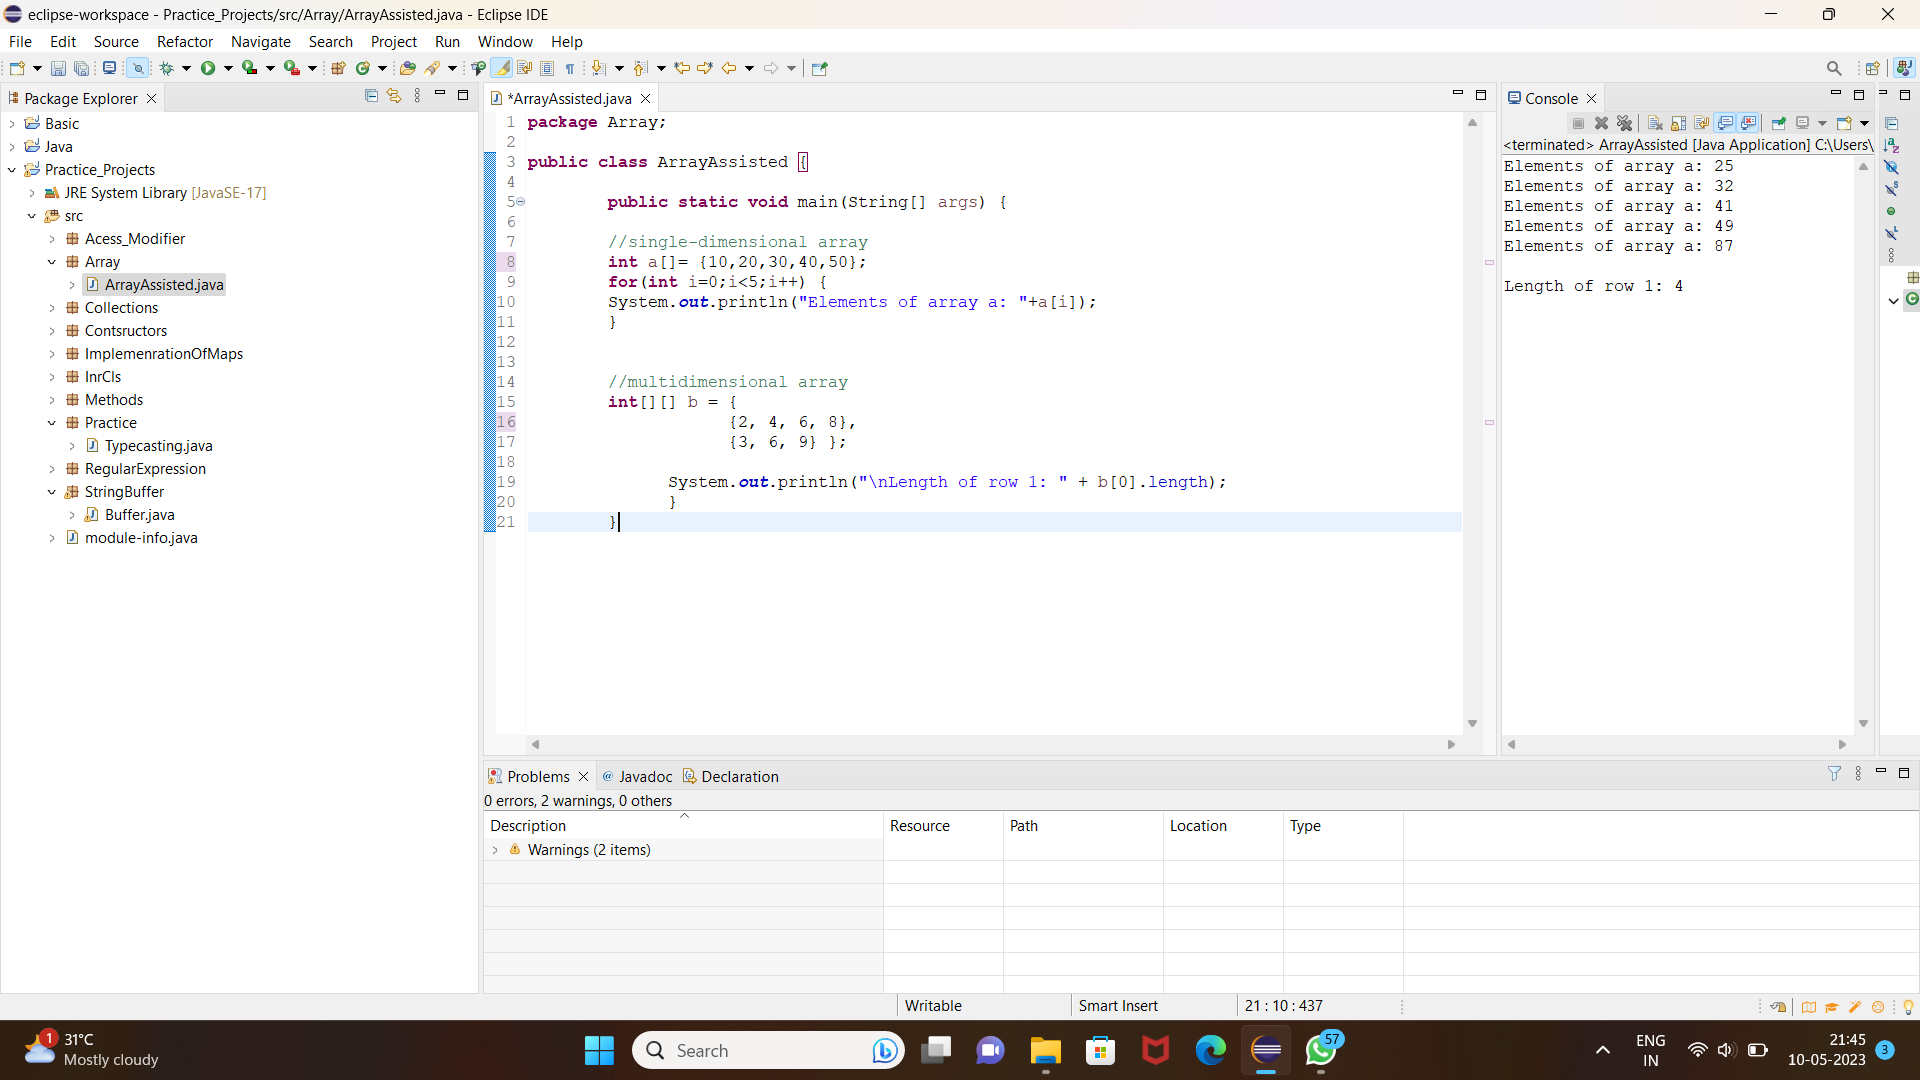 eclipse-workspace - Practice_Projects/src/Array/ArrayAssisted.java - Eclipse IDE
File Edit Source Refactor Navigate Search Project Run Window Help
Package Explorer
Basic
Java
Practice_Projects
JRE System Library [JavaSE-17]
src
Acess_Modifier
Array
ArrayAssisted.java
Collections
Contsructors
ImplemenrationOfMaps
InrCls
Methods
Practice
Typecasting.java
RegularExpression
StringBuffer
Buffer.java
module-info.java
*ArrayAssisted.java
1 package Array;
2
3 public class ArrayAssisted {
4
5 public static void main(String[] args) {
6
7 //single-dimensional array
8 int a[]= {10,20,30,40,50};
9 for(int i=0;i<5;i++) {
10 System.out.println("Elements of array a: "+a[i]);
11 }
12
13
14 //multidimensional array
15 int[][] b = {
16 {2, 4, 6, 8},
17 {3, 6, 9} };
18
19 System.out.println("\nLength of row 1: " + b[0].length);
20 }
21 }
Console
<terminated> ArrayAssisted [Java Application] C:\Users\
Elements of array a: 25
Elements of array a: 32
Elements of array a: 41
Elements of array a: 49
Elements of array a: 87
Length of row 1: 4
Problems @ Javadoc Declaration
0 errors, 2 warnings, 0 others
Description Resource Path Location Type
Warnings (2 items)
Writable Smart Insert 21 : 10 : 437
1 31°C
Mostly cloudy
Search
57
ENG
IN
21:45
10-05-2023
3